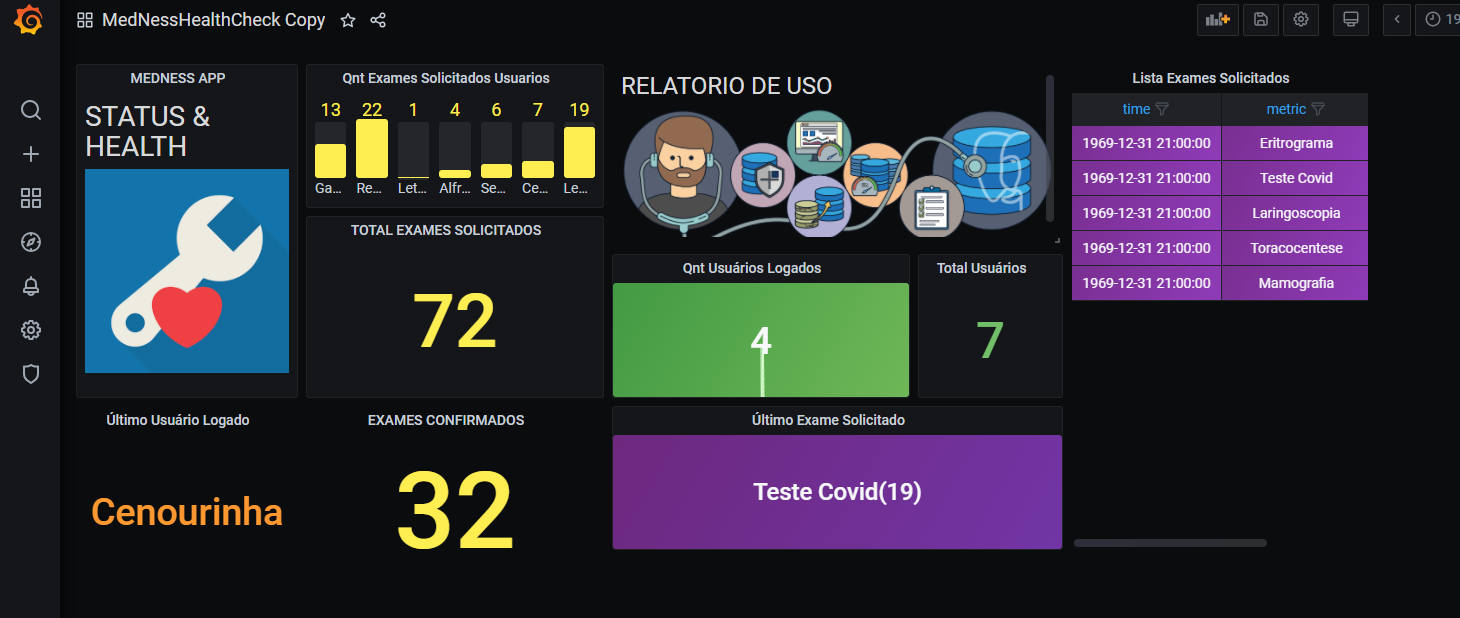 MedNessHealthCheck Copy
19
MEDNESS APP
STATUS &
HEALTH
Qnt Exames Solicitados Usuarios
13 22 1 4 6 7 19
Ga... Re... Let... Alfr... Se... Ce... Le...
TOTAL EXAMES SOLICITADOS
72
RELATORIO DE USO
Qnt Usuários Logados
4
Total Usuários
7
Lista Exames Solicitados
time metric
1969-12-31 21:00:00 Eritrograma
1969-12-31 21:00:00 Teste Covid
1969-12-31 21:00:00 Laringoscopia
1969-12-31 21:00:00 Toracocentese
1969-12-31 21:00:00 Mamografia
Último Usuário Logado
Cenourinha
EXAMES CONFIRMADOS
32
Último Exame Solicitado
Teste Covid(19)